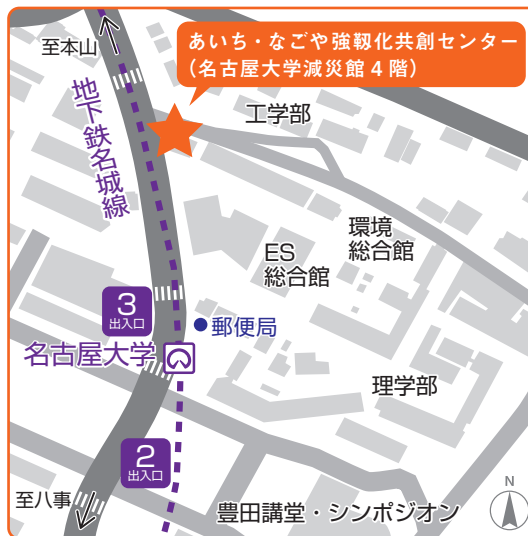 あいち・なごや強靱化共創センター
（名古屋大学減災館４階）
至本山
地下鉄名城線
工学部
環境
総合館
ES
総合館
3
出入口
郵便局
名古屋大学
理学部
2
出入口
至八事
豊田講堂・シンポジオン
N